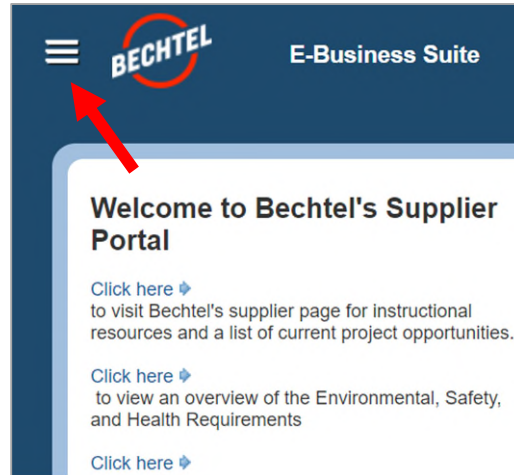 BECHTEL
E-Business Suite
Welcome to Bechtel's Supplier
Portal
Click here
to visit Bechtel's supplier page for instructional
resources and a list of current project opportunities.
Click here
to view an overview of the Environmental, Safety,
and Health Requirements
Click here